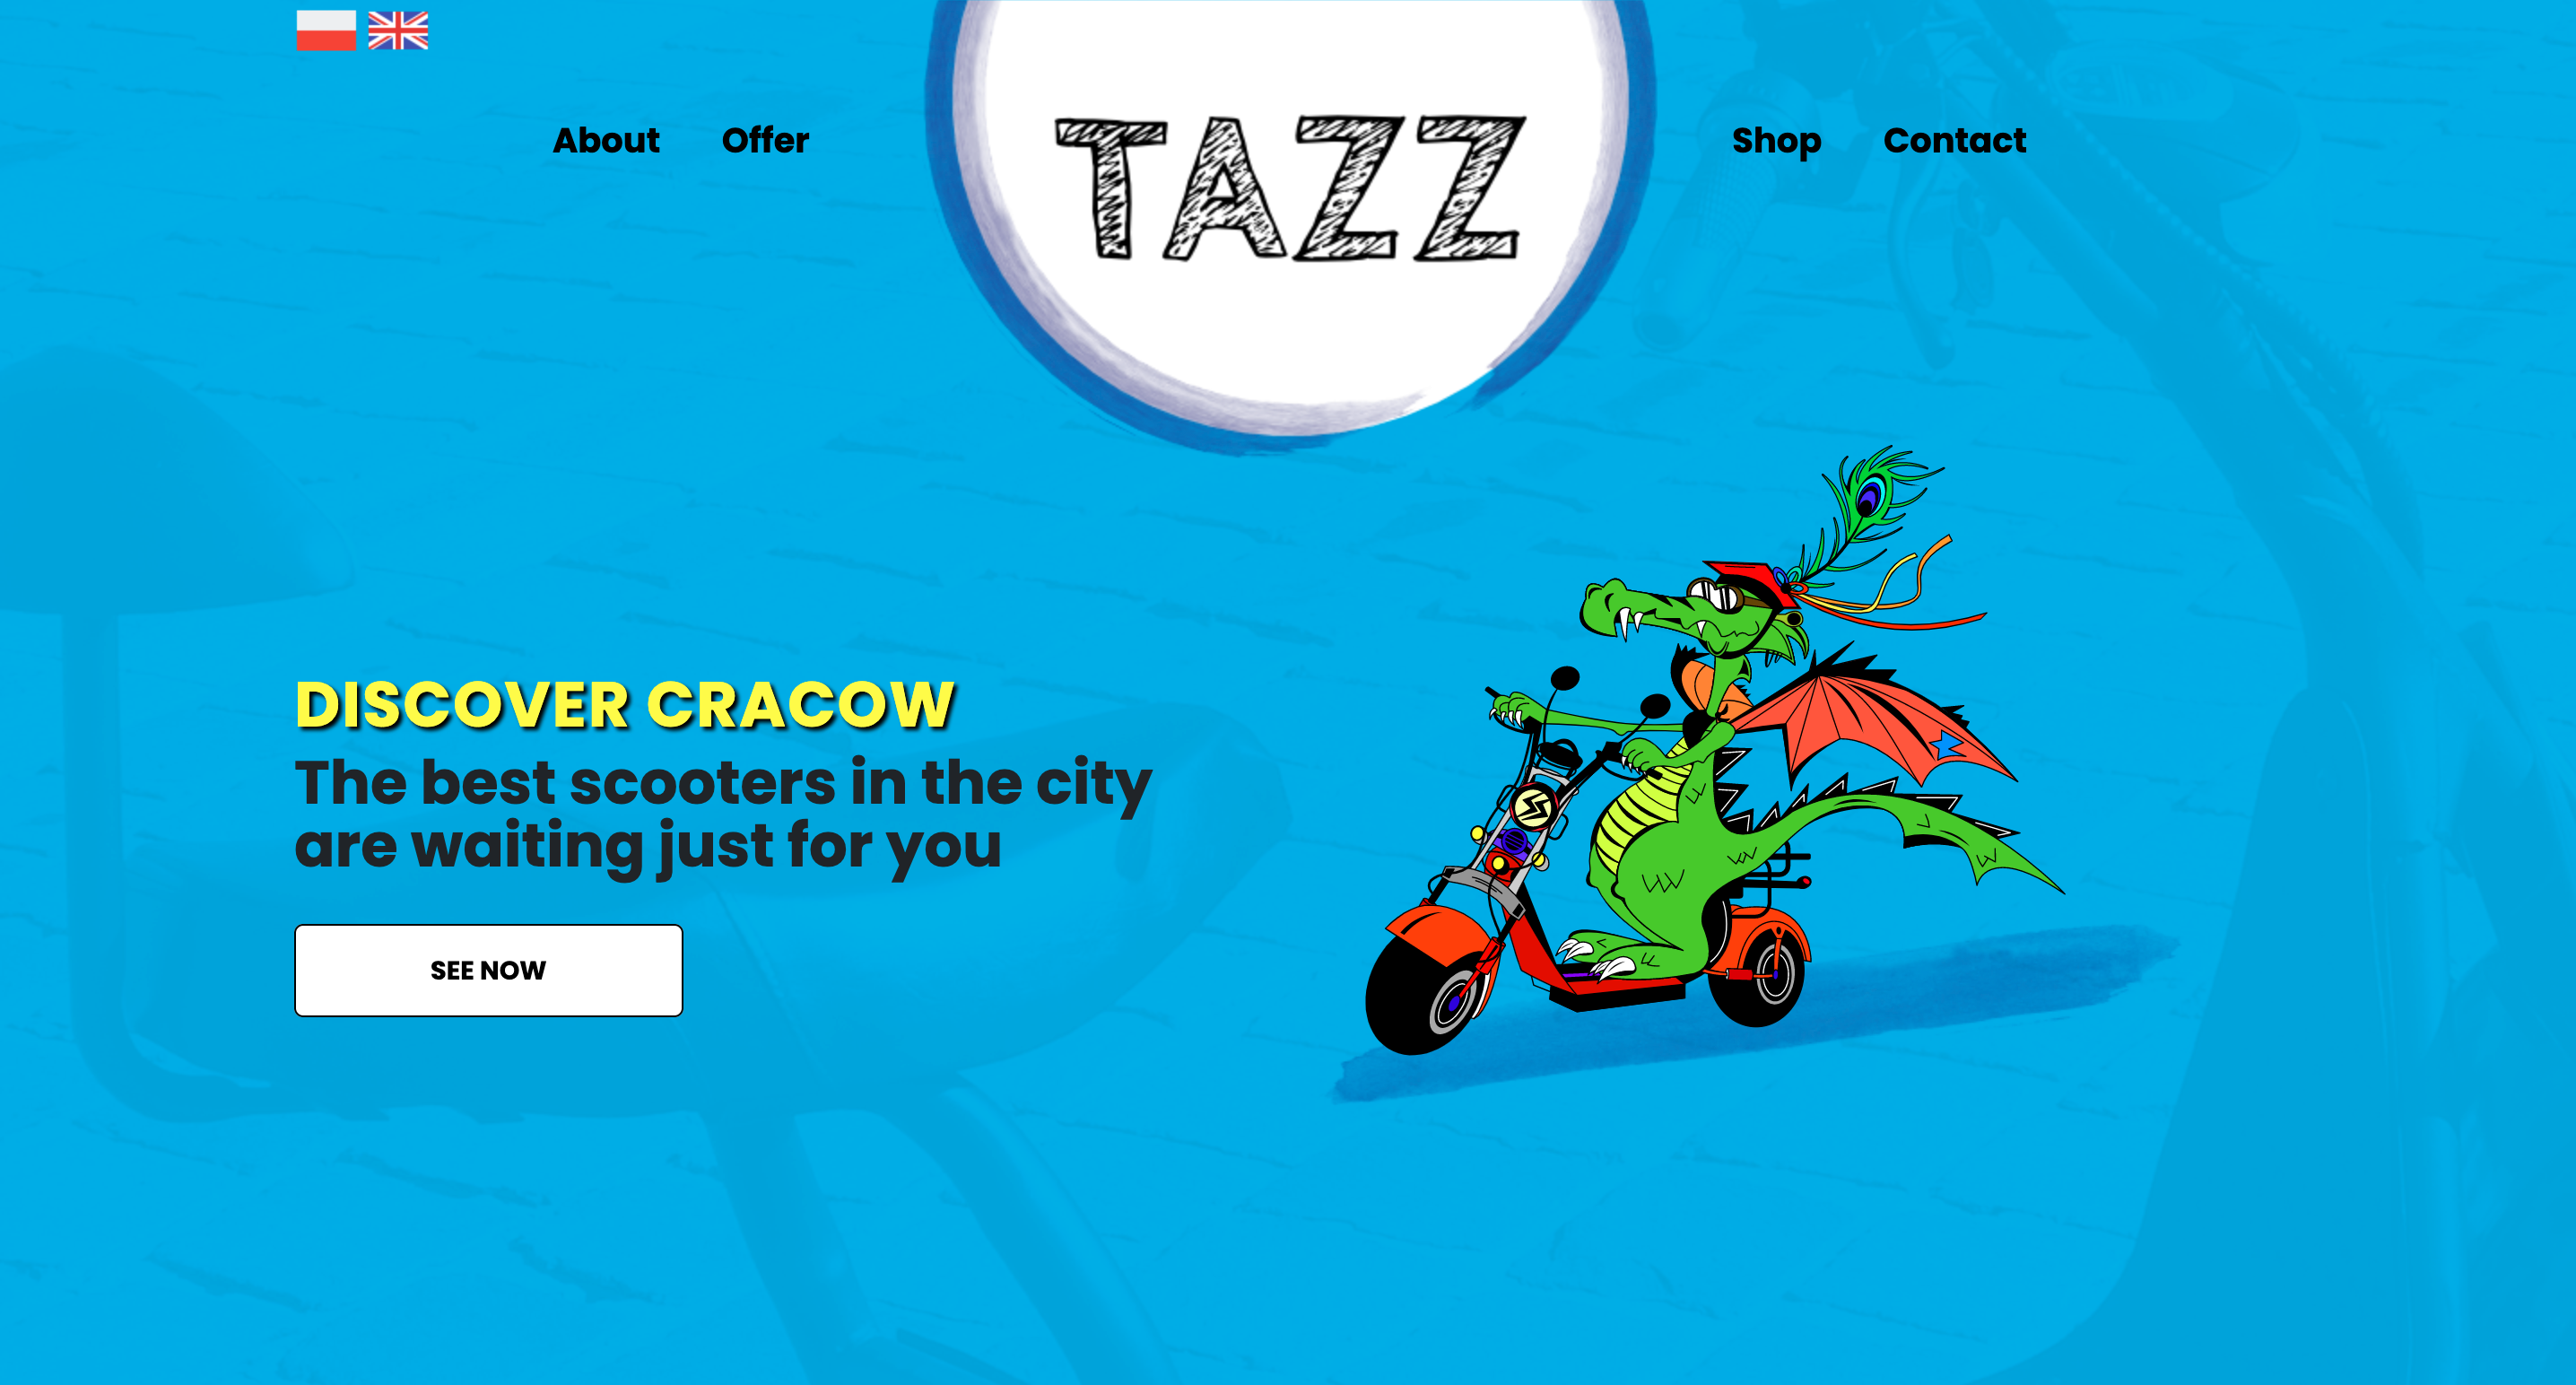 About Offer
TAZZ
Shop Contact
DISCOVER CRACOW
The best scooters in the city
are waiting just for you
SEE NOW